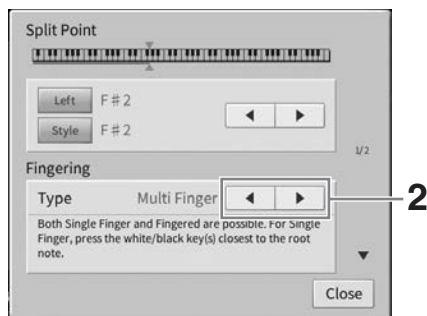 Split Point
Left F#2
Style F#2
1/2
Fingering
Type Multi Finger
2
Both Single Finger and Fingered are possible. For Single
Finger, press the white/black key(s) closest to the root
note.
Close